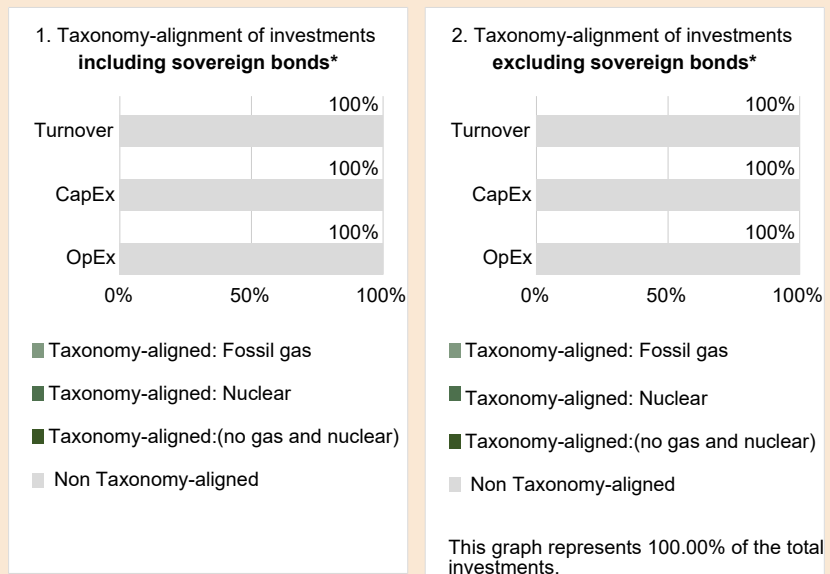 1. Taxonomy-alignment of investments
including sovereign bonds*
100%
Turnover
100%
CapEx
100%
OpEx
0% 50% 100%
Taxonomy-aligned: Fossil gas
Taxonomy-aligned: Nuclear
Taxonomy-aligned:(no gas and nuclear)
Non Taxonomy-aligned
2. Taxonomy-alignment of investments
excluding sovereign bonds*
100%
Turnover
100%
CapEx
100%
OpEx
0% 50% 100%
Taxonomy-aligned: Fossil gas
Taxonomy-aligned: Nuclear
Taxonomy-aligned:(no gas and nuclear)
Non Taxonomy-aligned
This graph represents 100.00% of the total
investments.